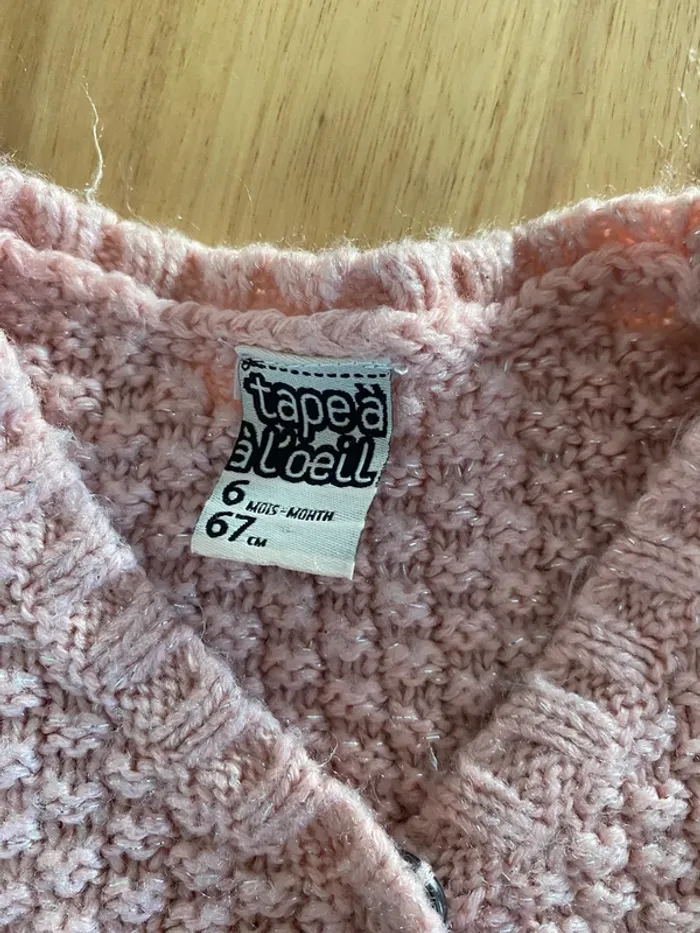 tape à
à l'oeil
6 MOIS-MONTH
67 CM